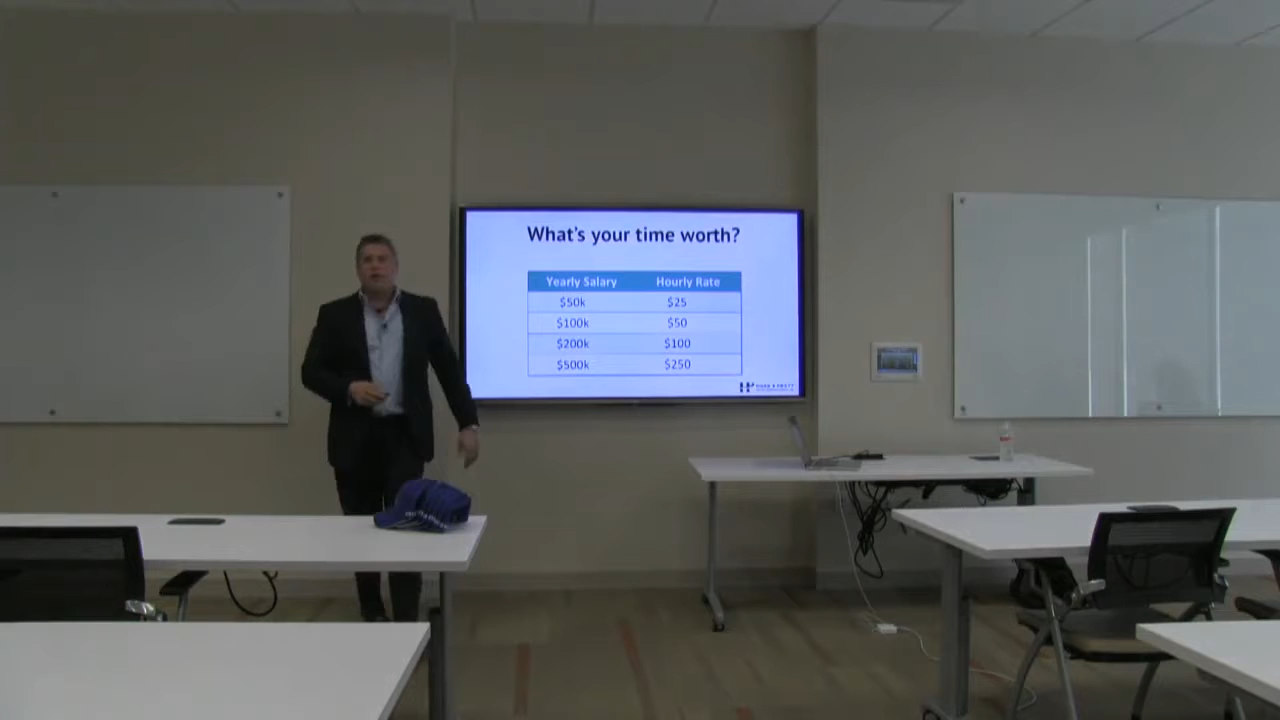 What's your time worth?
Yearly Salary Hourly Rate
$50k $25
$100k $50
$200k $100
$500k $250